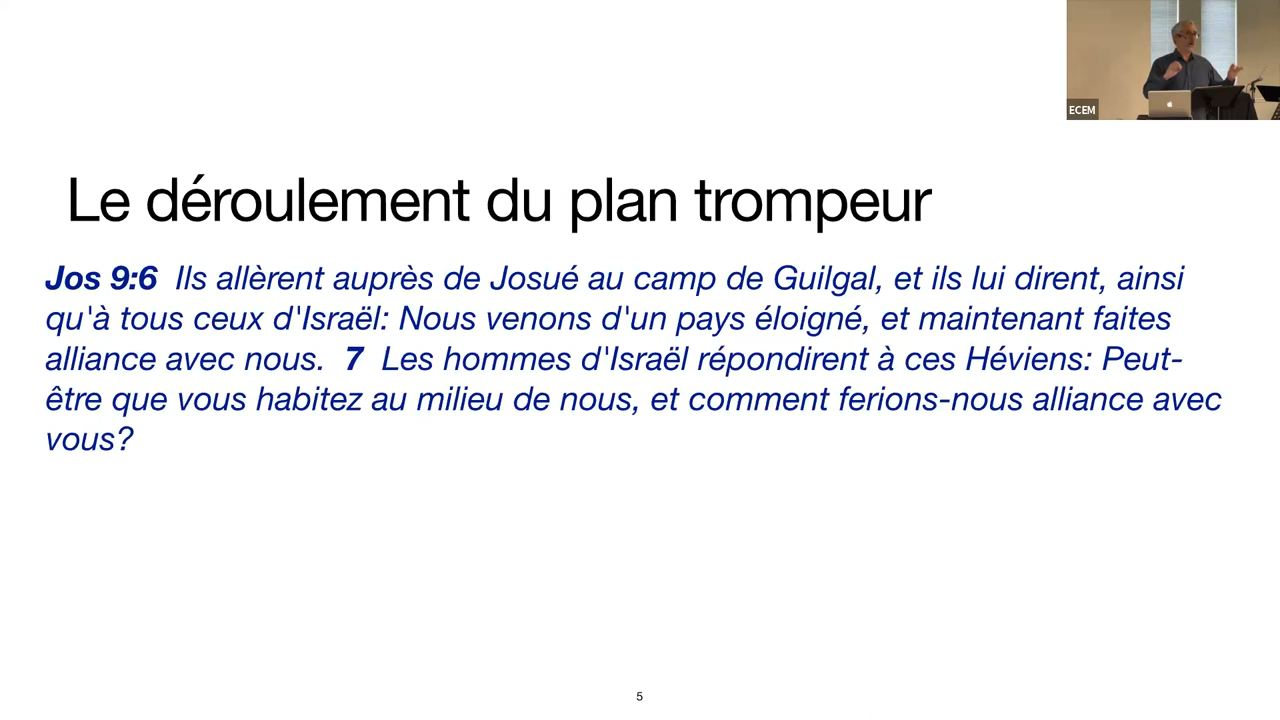 ECEM
Le déroulement du plan trompeur
Jos 9:6 Ils allèrent auprès de Josué au camp de Guilgal, et ils lui dirent, ainsi
qu'à tous ceux d'Israël: Nous venons d'un pays éloigné, et maintenant faites
alliance avec nous. 7 Les hommes d'Israël répondirent à ces Héviens: Peut-
être que vous habitez au milieu de nous, et comment ferions-nous alliance avec
vous?
5